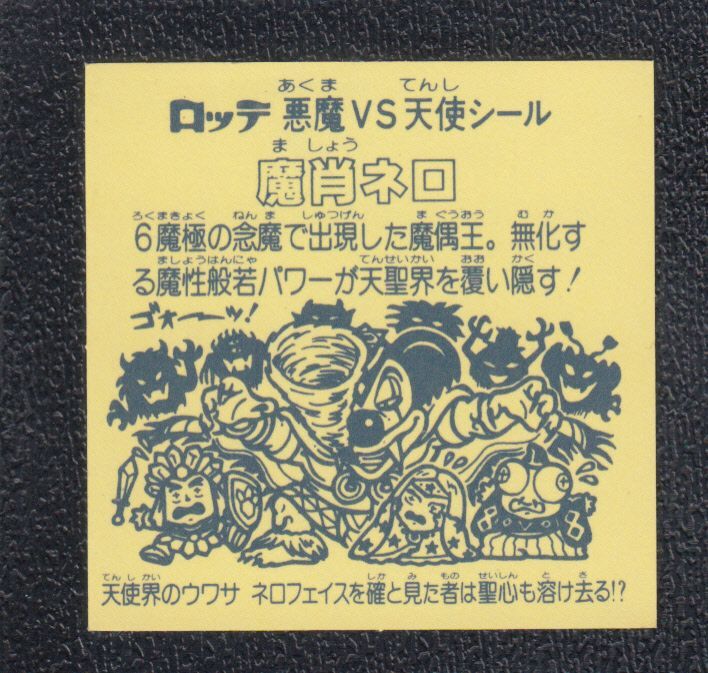 あくま てんし
ロッテ 悪魔VS天使シール
ま しょう
魔肖ネロ
ろくまきょく ねんま しゅつげん まぐうおう むか
6魔極の念魔で出現した魔偶王。無化す
ましょうはんにゃ てんせいかい おお かく
る魔性般若パワーが天聖界を覆い隠す!
ゴォーーッ!
てんしかい しか み もの せいしん と さ
天使界のウワサ ネロフェイスを確と見た者は聖心も溶け去る!?